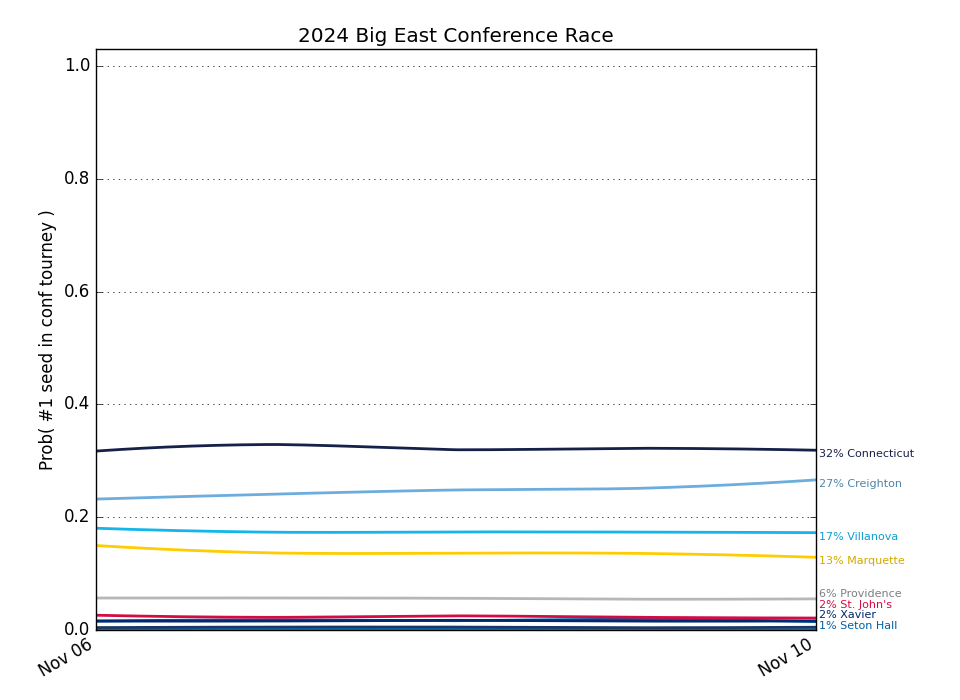 2024 Big East Conference Race
Prob( #1 seed in conf tourney )
1.0
0.8
0.6
0.4
0.2
0.0
32% Connecticut
27% Creighton
17% Villanova
13% Marquette
6% Providence
2% St. John's
2% Xavier
1% Seton Hall
Nov 06
Nov 10